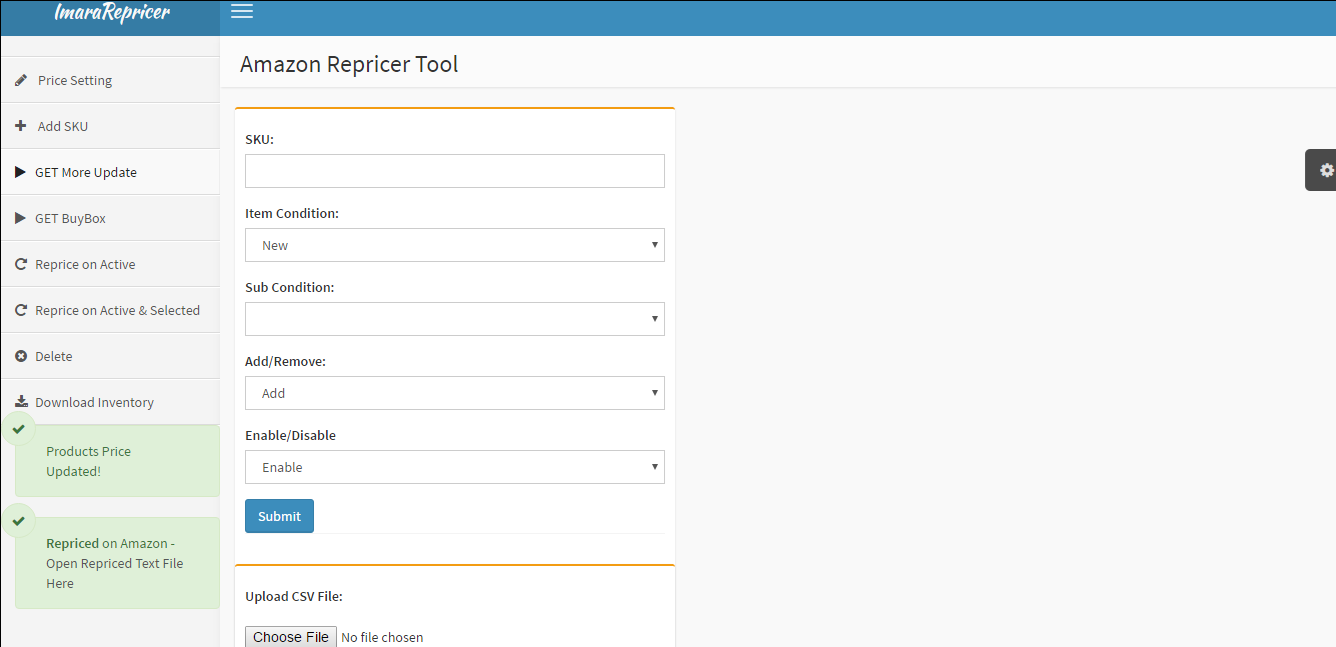 ImaraRepricer
Amazon Repricer Tool
Price Setting
Add SKU
GET More Update
GET BuyBox
Reprice on Active
Reprice on Active & Selected
Delete
Download Inventory
Products Price
Updated!
Repriced on Amazon -
Open Repriced Text File
Here
SKU:
Item Condition:
New
Sub Condition:
Add/Remove:
Add
Enable/Disable
Enable
Submit
Upload CSV File:
Choose File No file chosen